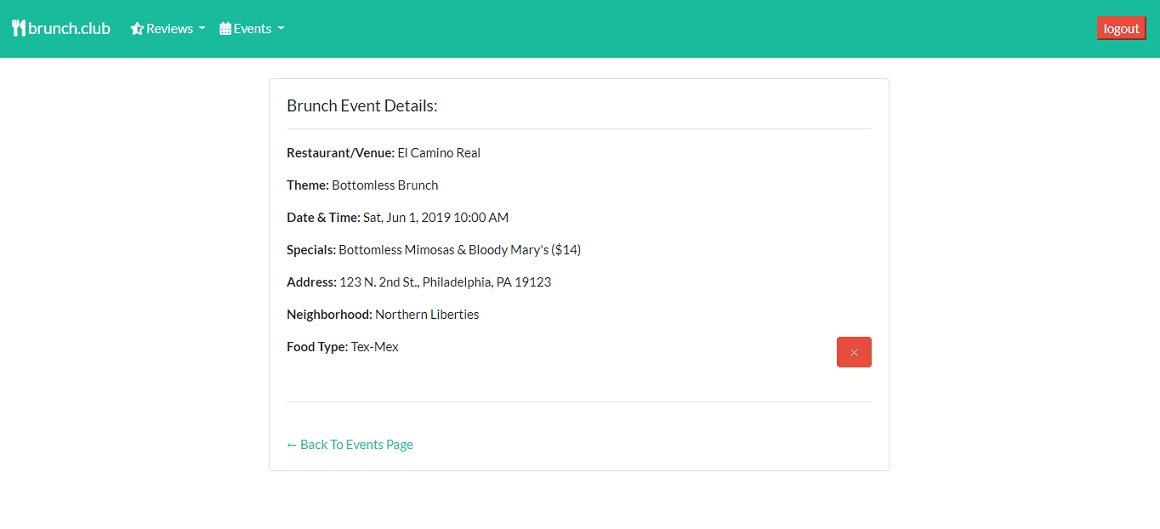 brunch.club Reviews Events logout
Brunch Event Details:
Restaurant/Venue: El Camino Real
Theme: Bottomless Brunch
Date & Time: Sat, Jun 1, 2019 10:00 AM
Specials: Bottomless Mimosas & Bloody Mary's ($14)
Address: 123 N. 2nd St., Philadelphia, PA 19123
Neighborhood: Northern Liberties
Food Type: Tex-Mex
×
← Back To Events Page